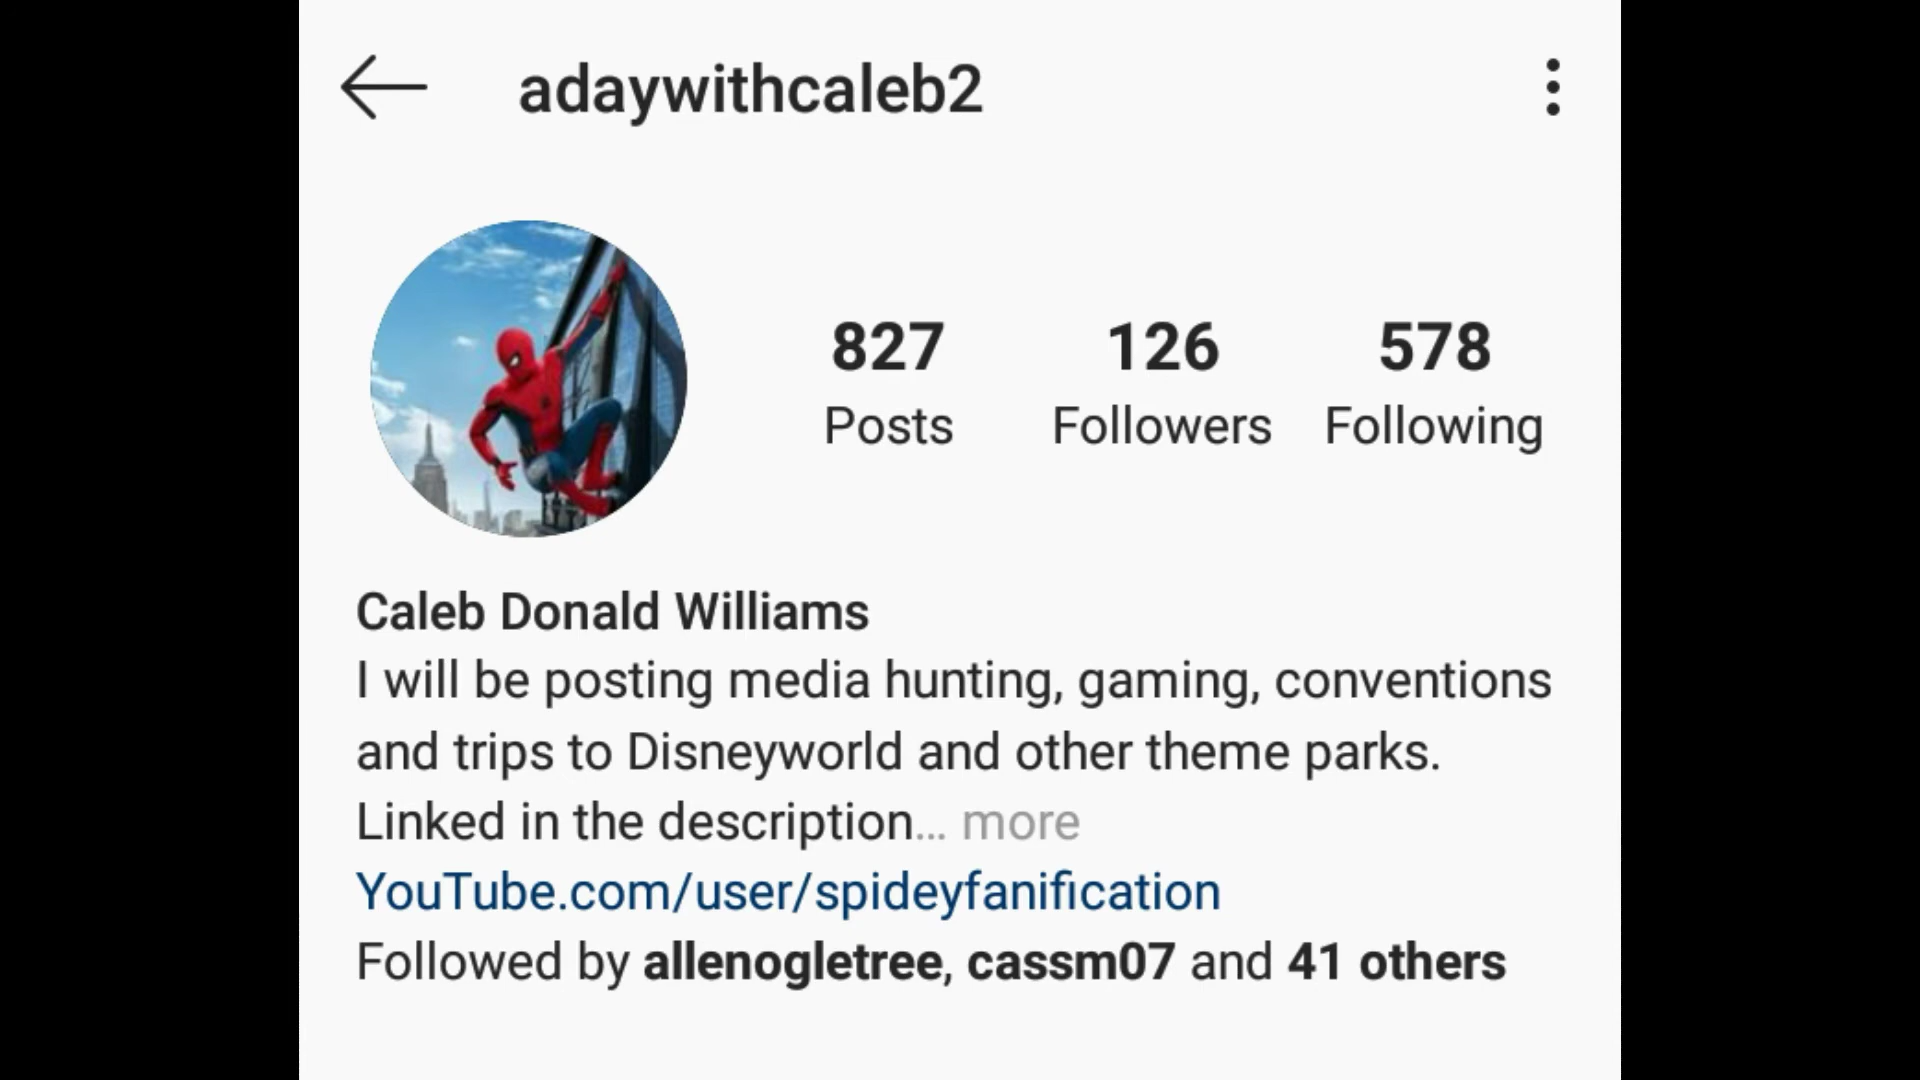 adaywithcaleb2
827 126 578
Posts Followers Following
Caleb Donald Williams
I will be posting media hunting, gaming, conventions
and trips to Disneyworld and other theme parks.
Linked in the description... more
YouTube.com/user/spideyfanification
Followed by allenogletree, cassm07 and 41 others